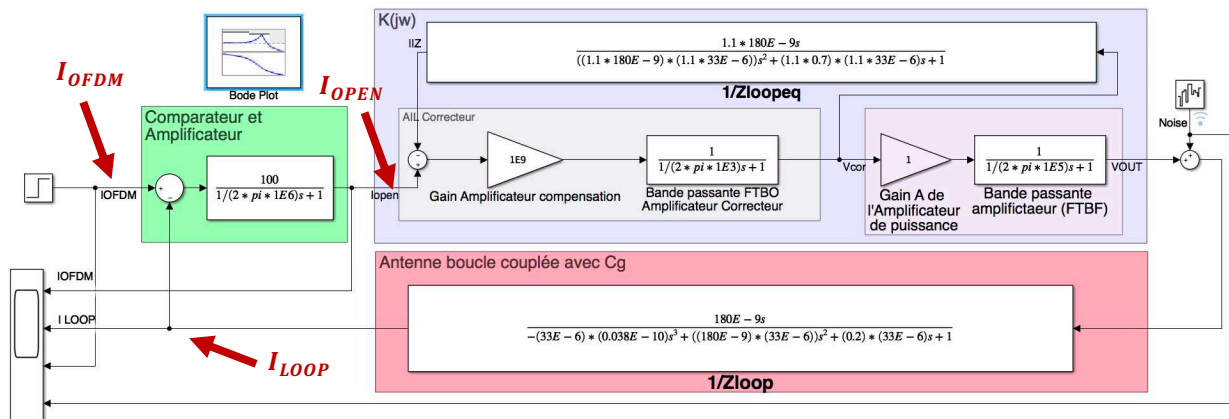 K(jw)
IIZ
1.1 * 180E − 9s
((1.1 * 180E − 9) * (1.1 * 33E − 6))s² + (1.1 * 0.7) * (1.1 * 33E − 6)s + 1
1/Zloopeq
Bode Plot
I_OFDM
I_OPEN
Comparateur et
Amplificateur
100
1/(2 * pi * 1E6)s + 1
IOFDM
Iopen
AIL Correcteur
1E9
Gain Amplificateur compensation
1
1/(2 * pi * 1E3)s + 1
Bande passante FTBO
Amplificateur Correcteur
Vcor
1
Gain A de
l'Amplificateur
de puissance
1
1/(2 * pi * 1E5)s + 1
Bande passante
amplifictaeur (FTBF)
VOUT
Noise
Antenne boucle couplée avec Cg
180E − 9s
−(33E − 6) * (0.038E − 10)s³ + ((180E − 9) * (33E − 6))s² + (0.2) * (33E − 6)s + 1
1/Zloop
IOFDM
I LOOP
I_LOOP